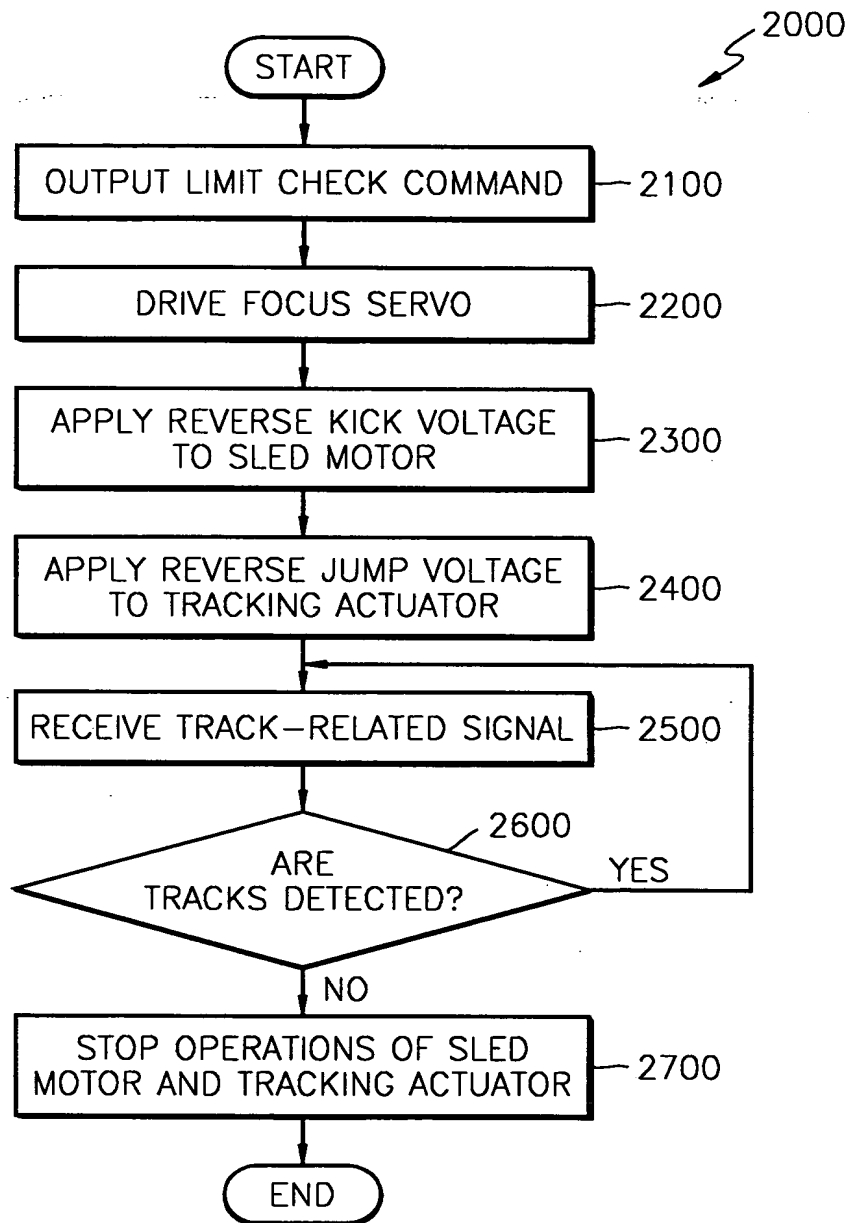 2000
START
OUTPUT LIMIT CHECK COMMAND
2100
DRIVE FOCUS SERVO
2200
APPLY REVERSE KICK VOLTAGE
TO SLED MOTOR
2300
APPLY REVERSE JUMP VOLTAGE
TO TRACKING ACTUATOR
2400
RECEIVE TRACK-RELATED SIGNAL
2500
2600
ARE
TRACKS DETECTED?
YES
NO
STOP OPERATIONS OF SLED
MOTOR AND TRACKING ACTUATOR
2700
END